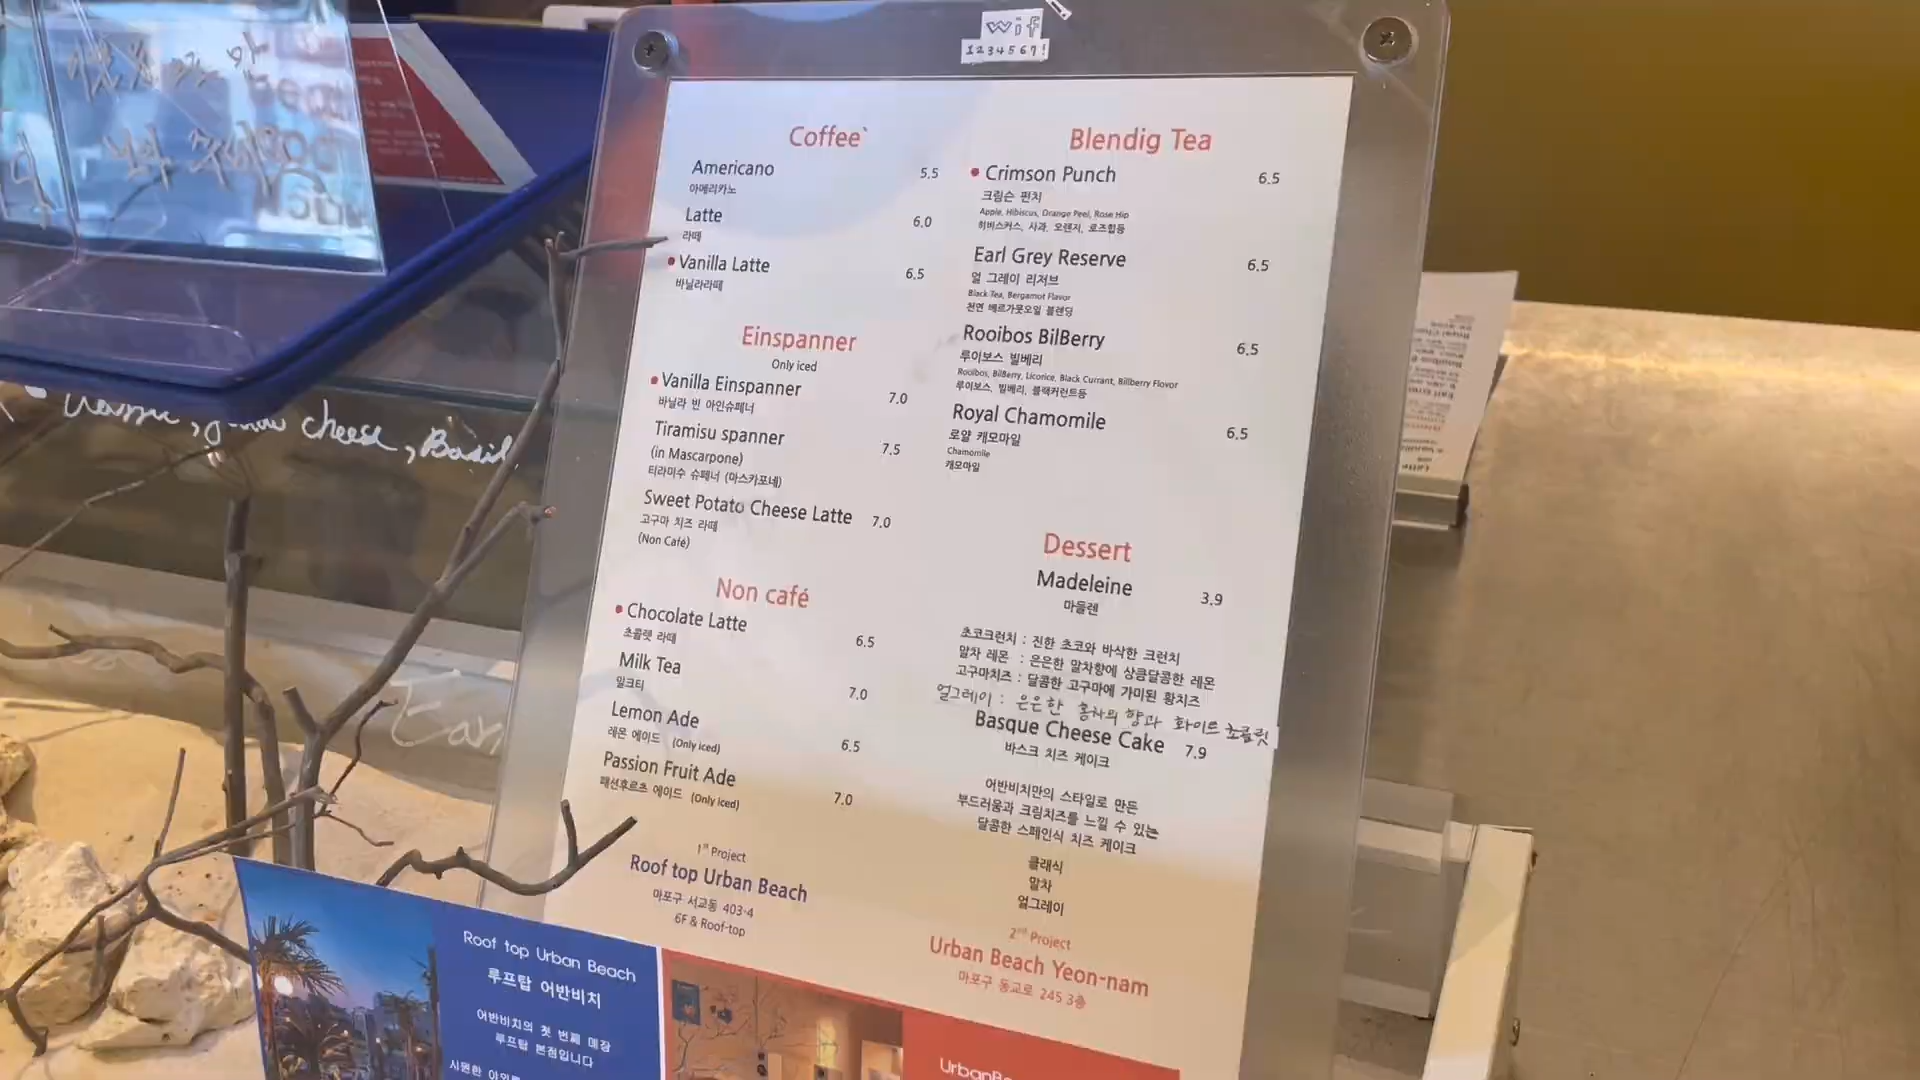 wifi
12345678
Coffee`
Americano 5.5
아메리카노
Latte 6.0
라떼
Vanilla Latte 6.5
바닐라라떼
Einspanner
Only iced
Vanilla Einspanner 7.0
바닐라 빈 아인슈페너
Tiramisu spanner 7.5
(in Mascarpone)
티라미수 슈페너 (마스카포네)
Sweet Potato Cheese Latte 7.0
고구마 치즈 라떼
(Non Café)
Non café
Chocolate Latte 6.5
초콜렛 라떼
Milk Tea 7.0
밀크티
Lemon Ade 6.5
레몬 에이드 (Only iced)
Passion Fruit Ade 7.0
패션후르츠 에이드 (Only iced)
1st Project
Roof top Urban Beach
마포구 서교동 403-4
6F & Roof-top
Blendig Tea
Crimson Punch 6.5
크림슨 펀치
Apple, Hibiscus, Orange Peel, Rose Hip
히비스커스, 사과, 오렌지, 로즈힙등
Earl Grey Reserve 6.5
얼 그레이 리저브
Black Tea, Bergamot Flavor
천연 베르가못오일 블렌딩
Rooibos BilBerry 6.5
루이보스 빌베리
Rooibos, BilBerry, Licorice, Black Currant, Billberry Flovor
루이보스, 빌베리, 블랙커런트등
Royal Chamomile 6.5
로얄 캐모마일
Chamomile
캐모마일
Dessert
Madeleine 3.9
마들렌
초코크런치 : 진한 초코와 바삭한 크런치
말차 레몬 : 은은한 말차향에 상큼달콤한 레몬
고구마치즈 : 달콤한 고구마에 가미된 황치즈
얼그레이 : 은은한 홍차의 향과 화이트 초콜릿
Basque Cheese Cake 7.9
바스크 치즈 케이크
어반비치만의 스타일로 만든
부드러움과 크림치즈를 느낄 수 있는
달콤한 스페인식 치즈 케이크
클래식
말차
얼그레이
2nd Project
Urban Beach Yeon-nam
마포구 동교로 245 3층
cheese, Basil
Roof top Urban Beach
루프탑 어반비치
어반비치의 첫 번째 매장
루프탑 본점입니다
시원한